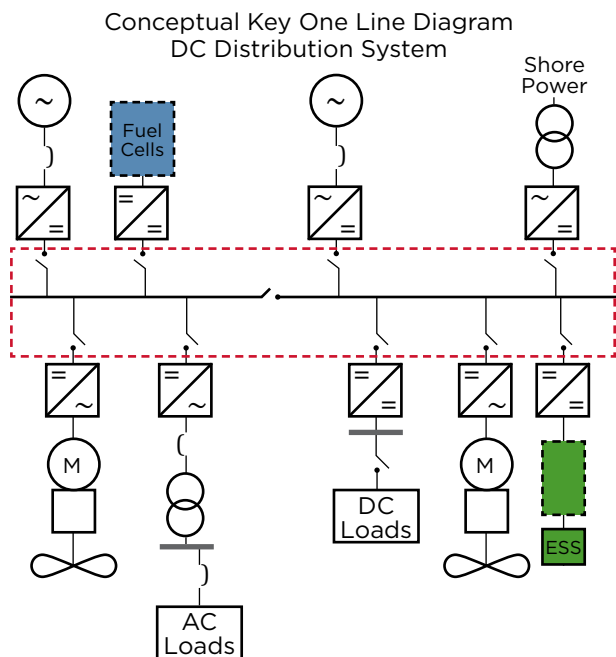 Conceptual Key One Line Diagram
DC Distribution System
Shore
Power
Fuel
Cells
M
M
DC
Loads
ESS
AC
Loads